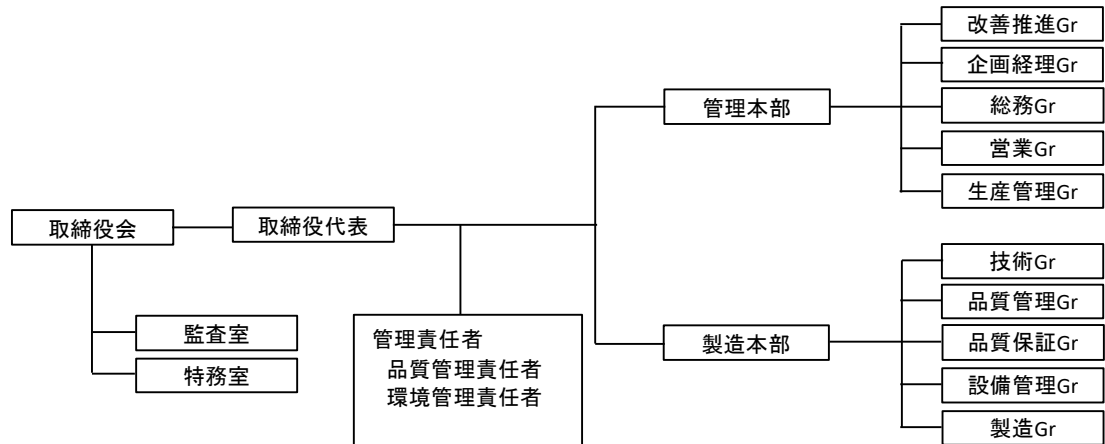 改善推進Gr
企画経理Gr
管理本部
総務Gr
営業Gr
生産管理Gr
取締役会
取締役代表
技術Gr
品質管理Gr
監査室
管理責任者
品質管理責任者
環境管理責任者
製造本部
品質保証Gr
特務室
設備管理Gr
製造Gr